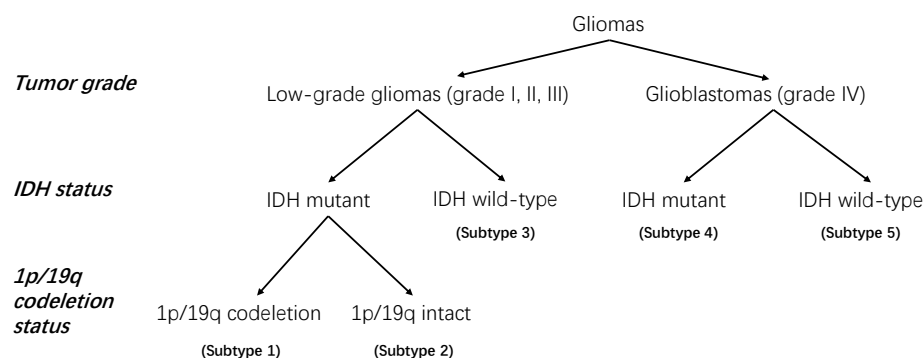 Gliomas
Tumor grade
Low-grade gliomas (grade I, II, III)
Glioblastomas (grade IV)
IDH status
IDH mutant
IDH wild-type
IDH mutant
IDH wild-type
(Subtype 3)
(Subtype 4)
(Subtype 5)
1p/19q
codeletion
status
1p/19q codeletion
1p/19q intact
(Subtype 1)
(Subtype 2)